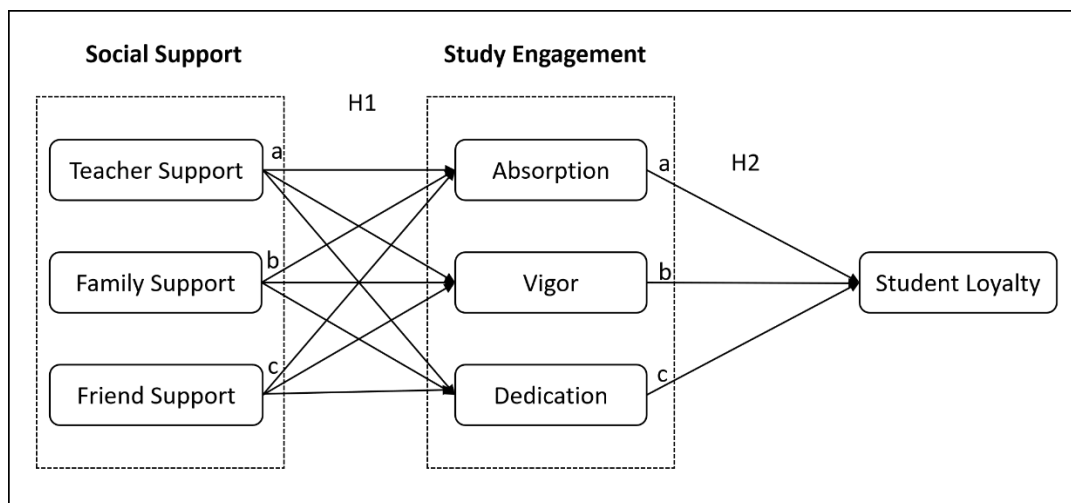 Social Support
Study Engagement
H1
Teacher Support
a
Absorption
a
H2
Family Support
b
Vigor
b
Student Loyalty
Friend Support
c
Dedication
c